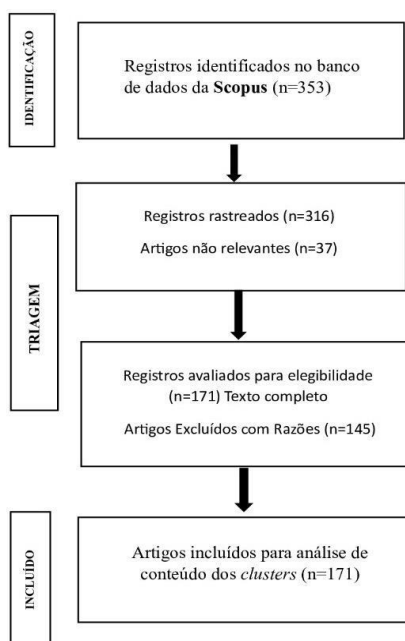 IDENTIFICAÇÃO
Registros identificados no banco
de dados da Scopus (n=353)
TRIAGEM
Registros rastreados (n=316)
Artigos não relevantes (n=37)
Registros avaliados para elegibilidade
(n=171) Texto completo
Artigos Excluídos com Razões (n=145)
INCLUÍDO
Artigos incluídos para análise de
conteúdo dos clusters (n=171)